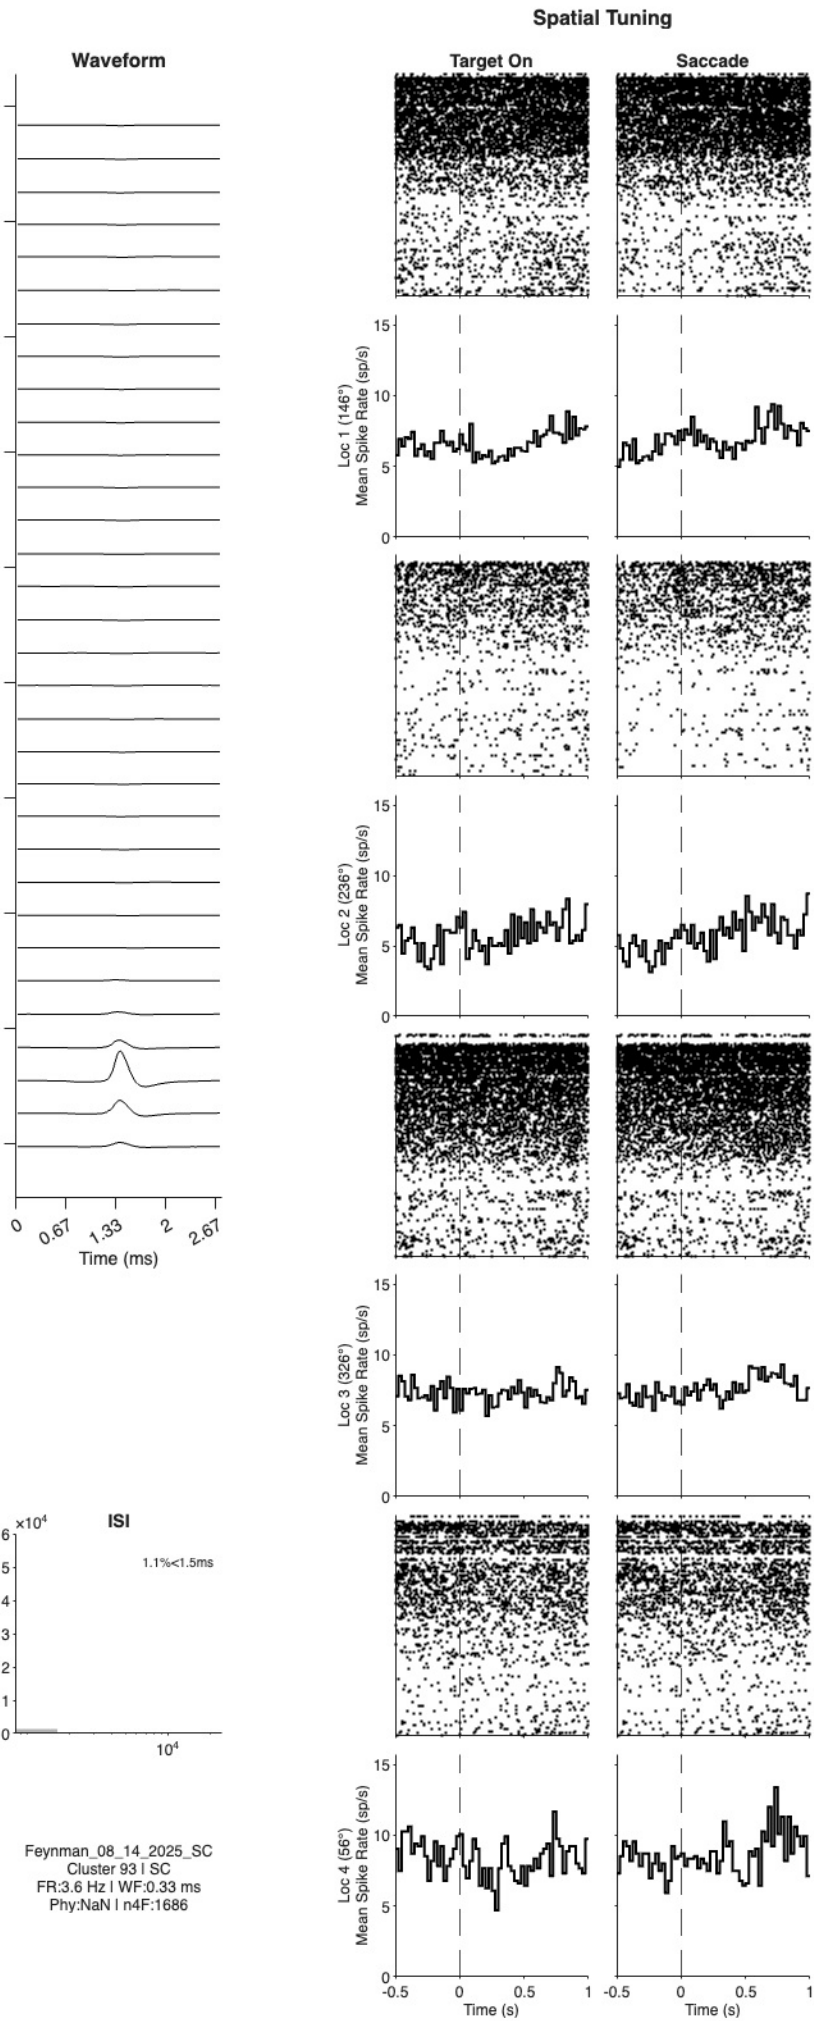 Spatial Tuning
Waveform
Target On
Saccade
0
0.67
1.33
2
2.67
Time (ms)
15
10
5
0
Loc 1 (146°)
Mean Spike Rate (sp/s)
15
10
5
0
Loc 2 (236°)
Mean Spike Rate (sp/s)
15
10
5
0
Loc 3 (326°)
Mean Spike Rate (sp/s)
×10⁴
ISI
1.1%<1.5ms
6
5
4
3
2
1
0
10⁴
Feynman_08_14_2025_SC
Cluster 93 | SC
FR:3.6 Hz | WF:0.33 ms
Phy:NaN | n4F:1686
15
10
5
0
Loc 4 (56°)
Mean Spike Rate (sp/s)
-0.5 0 0.5 1
Time (s)
-0.5 0 0.5 1
Time (s)